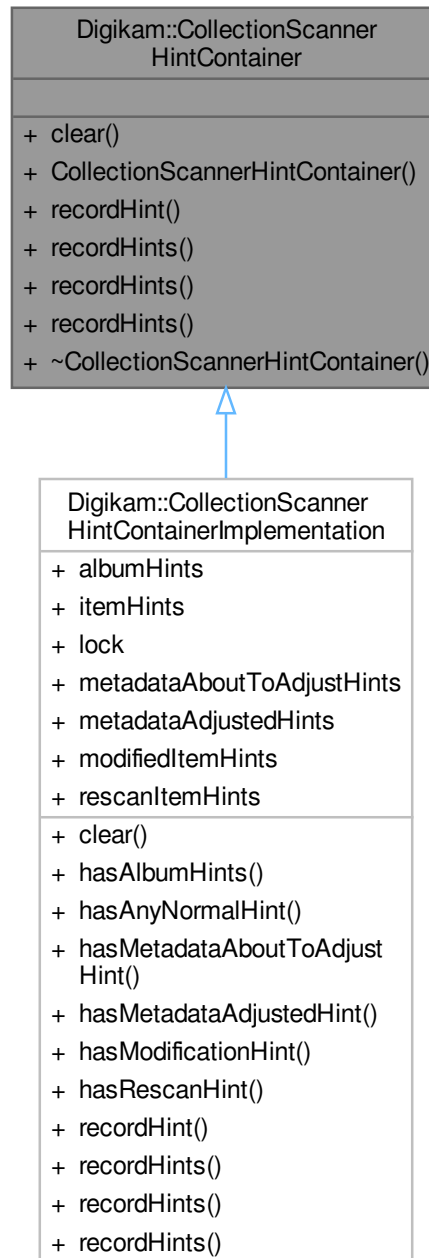 Digikam::CollectionScanner
HintContainer
+ clear()
+ CollectionScannerHintContainer()
+ recordHint()
+ recordHints()
+ recordHints()
+ recordHints()
+ ~CollectionScannerHintContainer()
Digikam::CollectionScanner
HintContainerImplementation
+ albumHints
+ itemHints
+ lock
+ metadataAboutToAdjustHints
+ metadataAdjustedHints
+ modifiedItemHints
+ rescanItemHints
+ clear()
+ hasAlbumHints()
+ hasAnyNormalHint()
+ hasMetadataAboutToAdjust
Hint()
+ hasMetadataAdjustedHint()
+ hasModificationHint()
+ hasRescanHint()
+ recordHint()
+ recordHints()
+ recordHints()
+ recordHints()